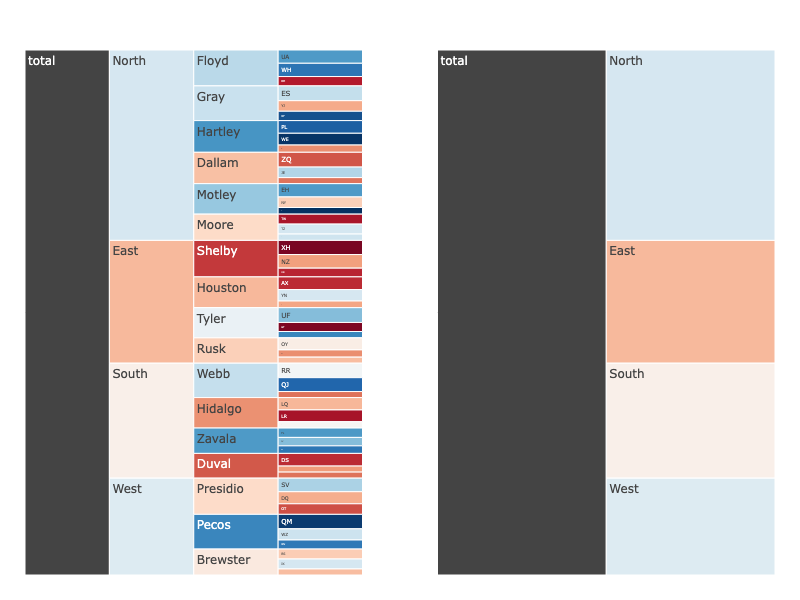 total
North
Floyd
UA
WH
Gray
ES
Hartley
PL
WE
Dallam
ZQ
Motley
EH
Moore
East
Shelby
XH
NZ
Houston
AX
YN
Tyler
UF
Rusk
OY
South
Webb
RR
QJ
Hidalgo
LQ
LR
Zavala
Duval
DS
West
Presidio
SV
DQ
Pecos
QM
WZ
Brewster
total
North
East
South
West